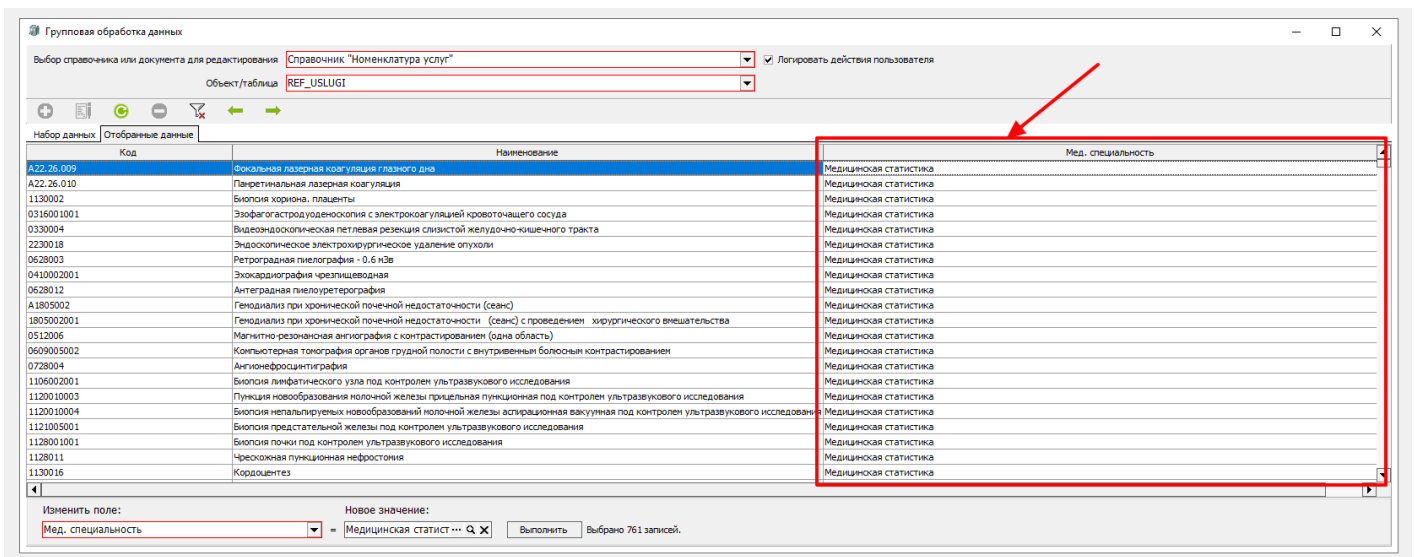 Групповая обработка данных
Выбор справочника или документа для редактирования Справочник "Номенклатура услуг" Логировать действия пользователя
Объект/таблица REF_USLUGI
Набор данных Отобранные данные
Код Наименование Мед. специальность
A22.26.009 Фокальная лазерная коагуляция глазного дна Медицинская статистика
A22.26.010 Панретинальная лазерная коагуляция Медицинская статистика
1130002 Биопсия хориона. плаценты Медицинская статистика
0316001001 Эзофагогастродуоденоскопия с электрокоагуляцией кровоточащего сосуда Медицинская статистика
0330004 Видеоэндоскопическая петлевая резекция слизистой желудочно-кишечного тракта Медицинская статистика
2230018 Эндоскопическое электрохирургическое удаление опухоли Медицинская статистика
0628003 Ретроградная пиелография - 0.6 мЗв Медицинская статистика
0410002001 Эхокардиография чрезпищеводная Медицинская статистика
0628012 Антеградная пиелоуретерография Медицинская статистика
A1805002 Гемодиализ при хронической почечной недостаточности (сеанс) Медицинская статистика
1805002001 Гемодиализ при хронической почечной недостаточности (сеанс) с проведением хирургического вмешательства Медицинская статистика
0512006 Магнитно-резонансная ангиография с контрастированием (одна область) Медицинская статистика
0609005002 Компьютерная томография органов грудной полости с внутривенным болюсным контрастированием Медицинская статистика
0728004 Ангионефросцинтиграфия Медицинская статистика
1106002001 Биопсия лимфатического узла под контролем ультразвукового исследования Медицинская статистика
1120010003 Пункция новообразования молочной железы прицельная пункционная под контролем ультразвукового исследования Медицинская статистика
1120010004 Биопсия непальпируемых новообразований молочной железы аспирационная вакуумная под контролем ультразвукового исследования Медицинская статистика
1121005001 Биопсия предстательной железы под контролем ультразвукового исследования Медицинская статистика
1128001001 Биопсия почки под контролем ультразвукового исследования Медицинская статистика
1128011 Чрескожная пункционная нефростомия Медицинская статистика
1130016 Кордоцентез Медицинская статистика
Изменить поле: Новое значение:
Мед. специальность = Медицинская статист ... Выполнить Выбрано 761 записей.